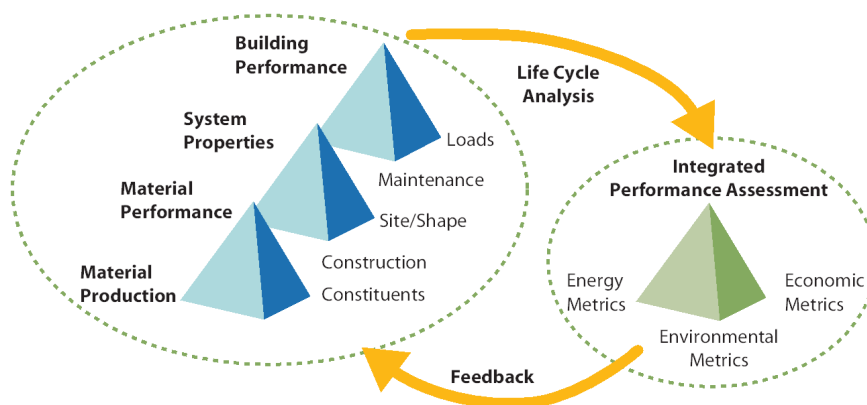 Building
Performance
Life Cycle
Analysis
System
Properties
Loads
Integrated
Performance Assessment
Maintenance
Material
Performance
Site/Shape
Construction
Material
Production
Constituents
Energy
Metrics
Economic
Metrics
Environmental
Metrics
Feedback